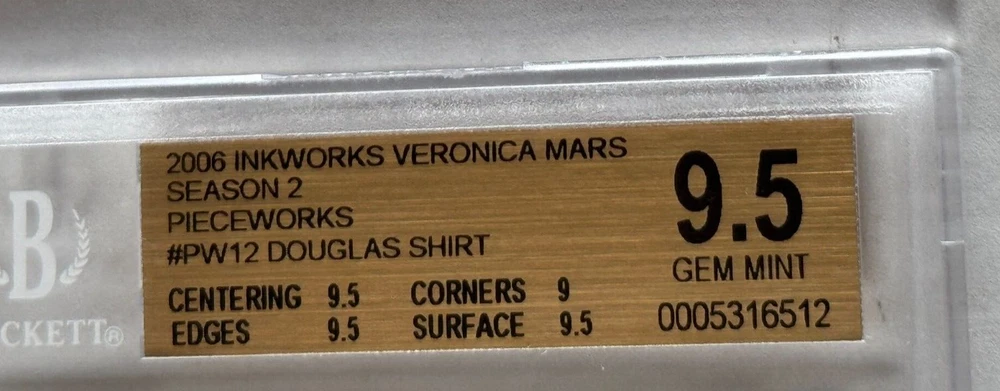 2006 INKWORKS VERONICA MARS
SEASON 2
PIECEWORKS
#PW12 DOUGLAS SHIRT
CENTERING 9.5 CORNERS 9
EDGES 9.5 SURFACE 9.5
9.5
GEM MINT
0005316512
B
CKETT®